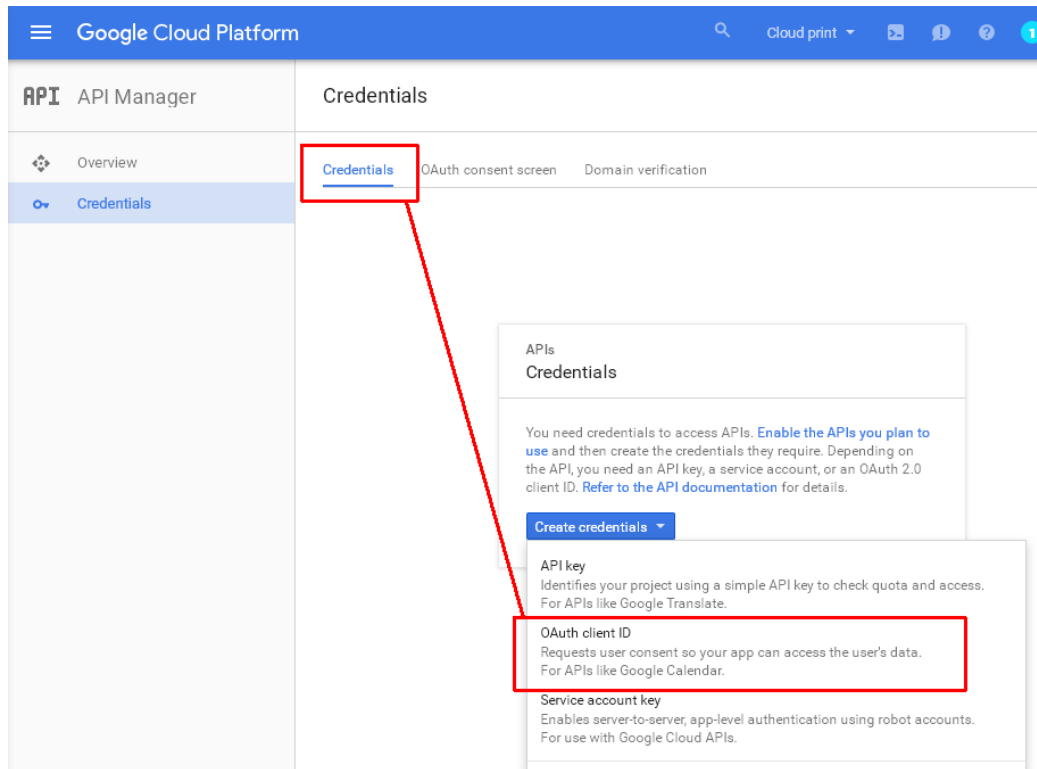 Google Cloud Platform
Cloud print
1
API API Manager
Credentials
Overview
Credentials
Credentials
OAuth consent screen
Domain verification
APIs
Credentials
You need credentials to access APIs. Enable the APIs you plan to
use and then create the credentials they require. Depending on
the API, you need an API key, a service account, or an OAuth 2.0
client ID. Refer to the API documentation for details.
Create credentials
API key
Identifies your project using a simple API key to check quota and access.
For APIs like Google Translate.
OAuth client ID
Requests user consent so your app can access the user's data.
For APIs like Google Calendar.
Service account key
Enables server-to-server, app-level authentication using robot accounts.
For use with Google Cloud APIs.